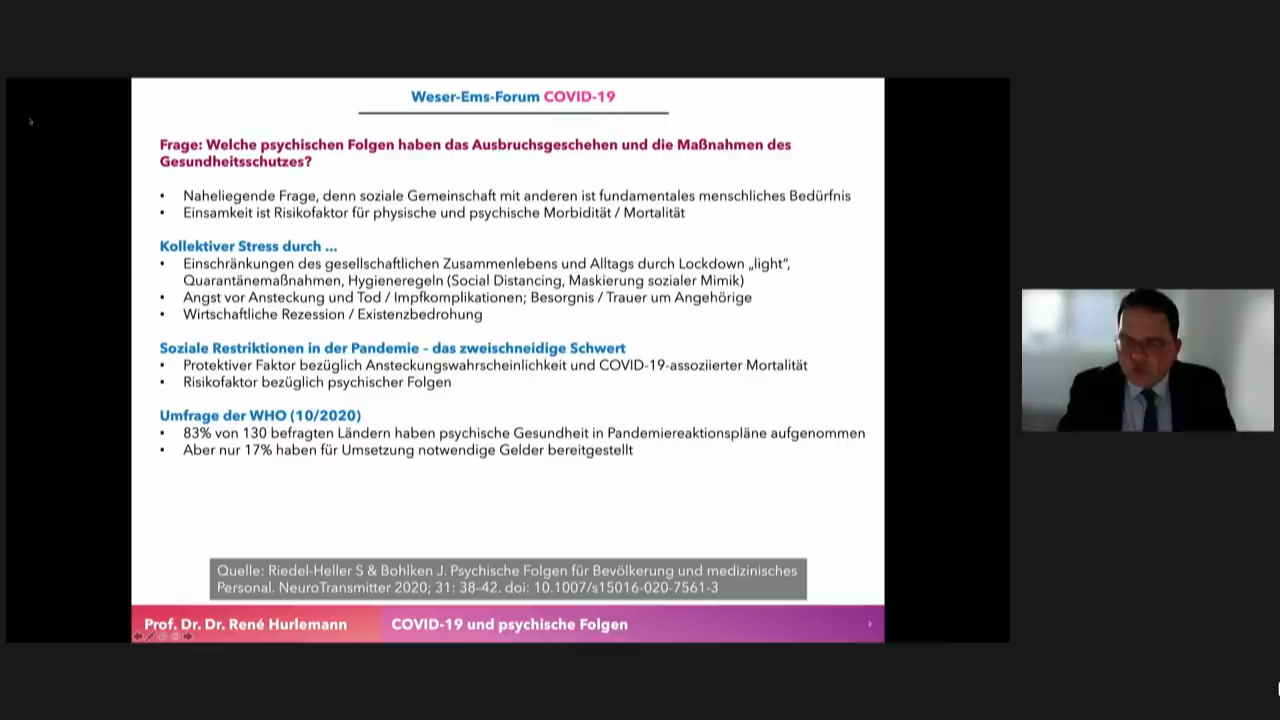 Weser-Ems-Forum COVID-19
Frage: Welche psychischen Folgen haben das Ausbruchsgeschehen und die Maßnahmen des
Gesundheitsschutzes?
• Naheliegende Frage, denn soziale Gemeinschaft mit anderen ist fundamentales menschliches Bedürfnis
• Einsamkeit ist Risikofaktor für physische und psychische Morbidität / Mortalität
Kollektiver Stress durch ...
• Einschränkungen des gesellschaftlichen Zusammenlebens und Alltags durch Lockdown „light“,
Quarantänemaßnahmen, Hygieneregeln (Social Distancing, Maskierung sozialer Mimik)
• Angst vor Ansteckung und Tod / Impfkomplikationen; Besorgnis / Trauer um Angehörige
• Wirtschaftliche Rezession / Existenzbedrohung
Soziale Restriktionen in der Pandemie – das zweischneidige Schwert
• Protektiver Faktor bezüglich Ansteckungswahrscheinlichkeit und COVID-19-assoziierter Mortalität
• Risikofaktor bezüglich psychischer Folgen
Umfrage der WHO (10/2020)
• 83% von 130 befragten Ländern haben psychische Gesundheit in Pandemiereaktionspläne aufgenommen
• Aber nur 17% haben für Umsetzung notwendige Gelder bereitgestellt
Quelle: Riedel-Heller S & Bohlken J. Psychische Folgen für Bevölkerung und medizinisches
Personal. NeuroTransmitter 2020; 31: 38–42. doi: 10.1007/s15016-020-7561-3
Prof. Dr. Dr. René Hurlemann COVID-19 und psychische Folgen